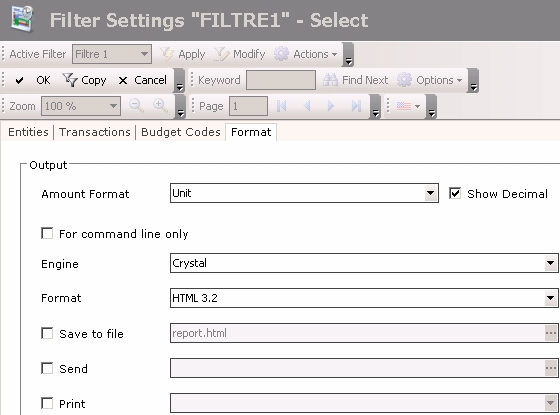 Filter Settings "FILTRE1" - Select
Active Filter Filtre 1 Apply Modify Actions
OK Copy Cancel Keyword Find Next Options
Zoom 100 % Page 1
Entities Transactions Budget Codes Format
Output
Amount Format Unit Show Decimal
For command line only
Engine Crystal
Format HTML 3.2
Save to file report.html ...
Send ...
Print